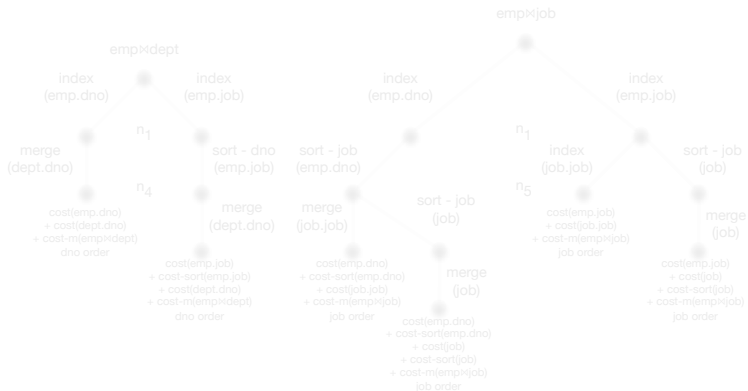 emp⋈dept
index
(emp.dno)
index
(emp.job)
merge
(dept.dno)
n1
sort - dno
(emp.job)
n4
merge
(dept.dno)
cost(emp.dno)
+ cost(dept.dno)
+ cost-m(emp⋈dept)
dno order
cost(emp.job)
+ cost-sort(emp.job)
+ cost(dept.dno)
+ cost-m(emp⋈dept)
dno order
emp⋈job
index
(emp.dno)
index
(emp.job)
sort - job
(emp.dno)
n1
index
(job.job)
sort - job
(job)
merge
(job.job)
sort - job
(job)
n5
merge
(job)
cost(emp.dno)
+ cost-sort(emp.dno)
+ cost(job.job)
+ cost-m(emp⋈job)
job order
merge
(job)
cost(emp.dno)
+ cost-sort(emp.dno)
+ cost(job)
+ cost-sort(job)
+ cost-m(emp⋈job)
job order
cost(emp.job)
+ cost(job.job)
+ cost-m(emp⋈job)
job order
cost(emp.job)
+ cost(job)
+ cost-sort(job)
+ cost-m(emp⋈job)
job order